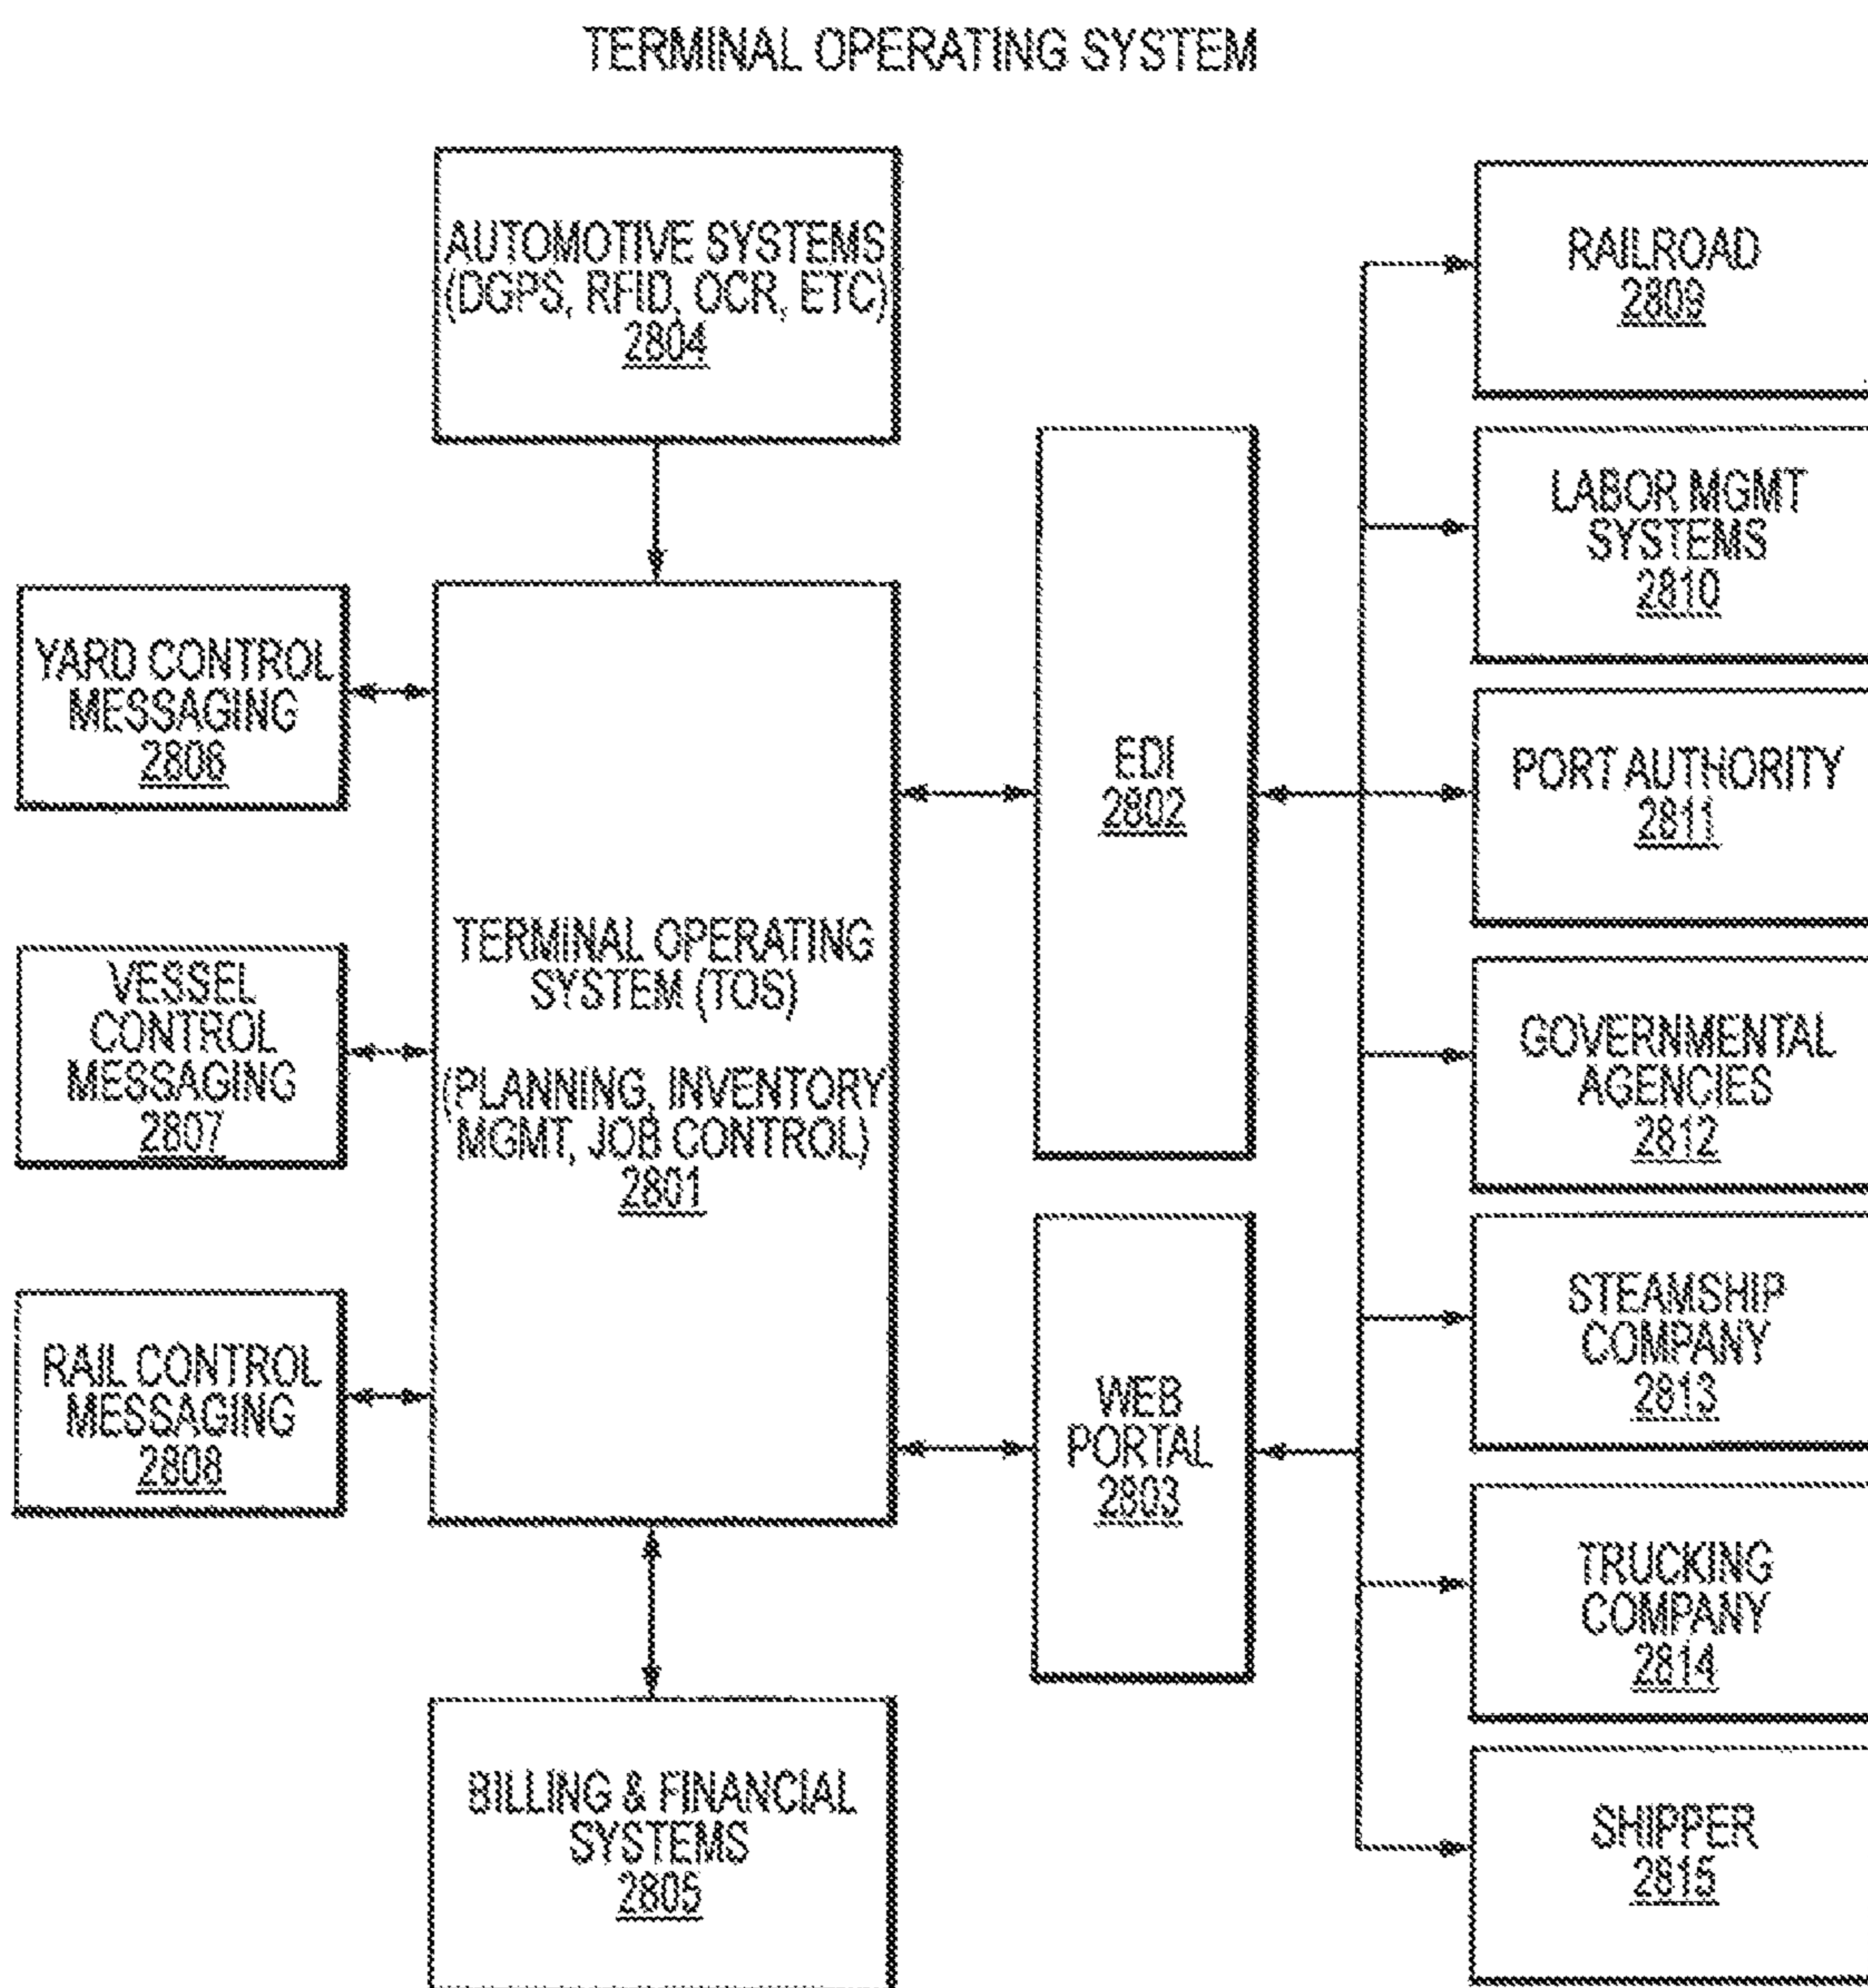 TERMINAL OPERATING SYSTEM
AUTOMOTIVE SYSTEMS
(DGPS, RFID, OCR, ETC)
2804
YARD CONTROL
MESSAGING
2806
VESSEL
CONTROL
MESSAGING
2807
RAIL CONTROL
MESSAGING
2808
TERMINAL OPERATING
SYSTEM (TOS)
(PLANNING, INVENTORY
MGMT, JOB CONTROL)
2801
BILLING & FINANCIAL
SYSTEMS
2805
EDI
2802
WEB
PORTAL
2803
RAILROAD
2809
LABOR MGMT
SYSTEMS
2810
PORT AUTHORITY
2811
GOVERNMENTAL
AGENCIES
2812
STEAMSHIP
COMPANY
2813
TRUCKING
COMPANY
2814
SHIPPER
2815